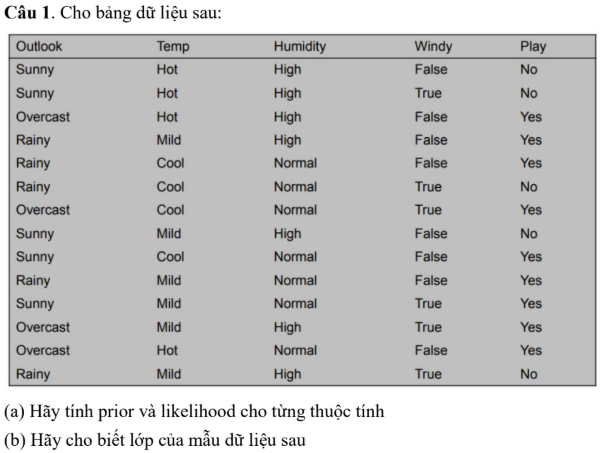 Câu 1. Cho bảng dữ liệu sau:
Outlook Temp Humidity Windy Play
Sunny Hot High False No
Sunny Hot High True No
Overcast Hot High False Yes
Rainy Mild High False Yes
Rainy Cool Normal False Yes
Rainy Cool Normal True No
Overcast Cool Normal True Yes
Sunny Mild High False No
Sunny Cool Normal False Yes
Rainy Mild Normal False Yes
Sunny Mild Normal True Yes
Overcast Mild High True Yes
Overcast Hot Normal False Yes
Rainy Mild High True No
(a) Hãy tính prior và likelihood cho từng thuộc tính
(b) Hãy cho biết lớp của mẫu dữ liệu sau